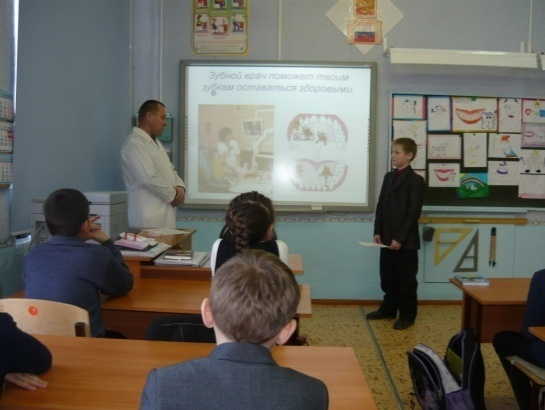 Зубной врач поможет твоим
зубкам оставаться здоровыми.